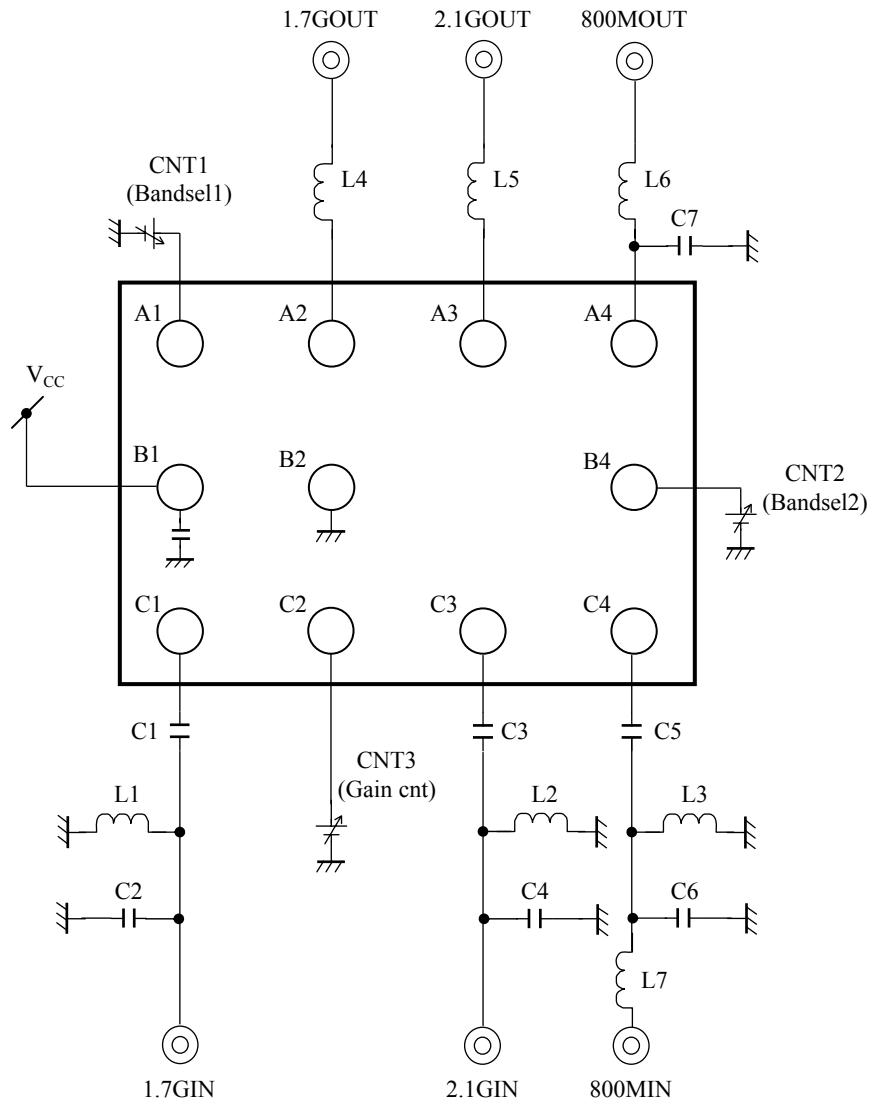 1.7GOUT 2.1GOUT 800MOUT
CNT1
(Bandsel1)
L4 L5 L6
C7
A1 A2 A3 A4
VCC
B1 B2 B4
CNT2
(Bandsel2)
C1 C2 C3 C4
C1 C3 C5
CNT3
(Gain cnt)
L1 L2 L3
C2 C4 C6
L7
1.7GIN 2.1GIN 800MIN